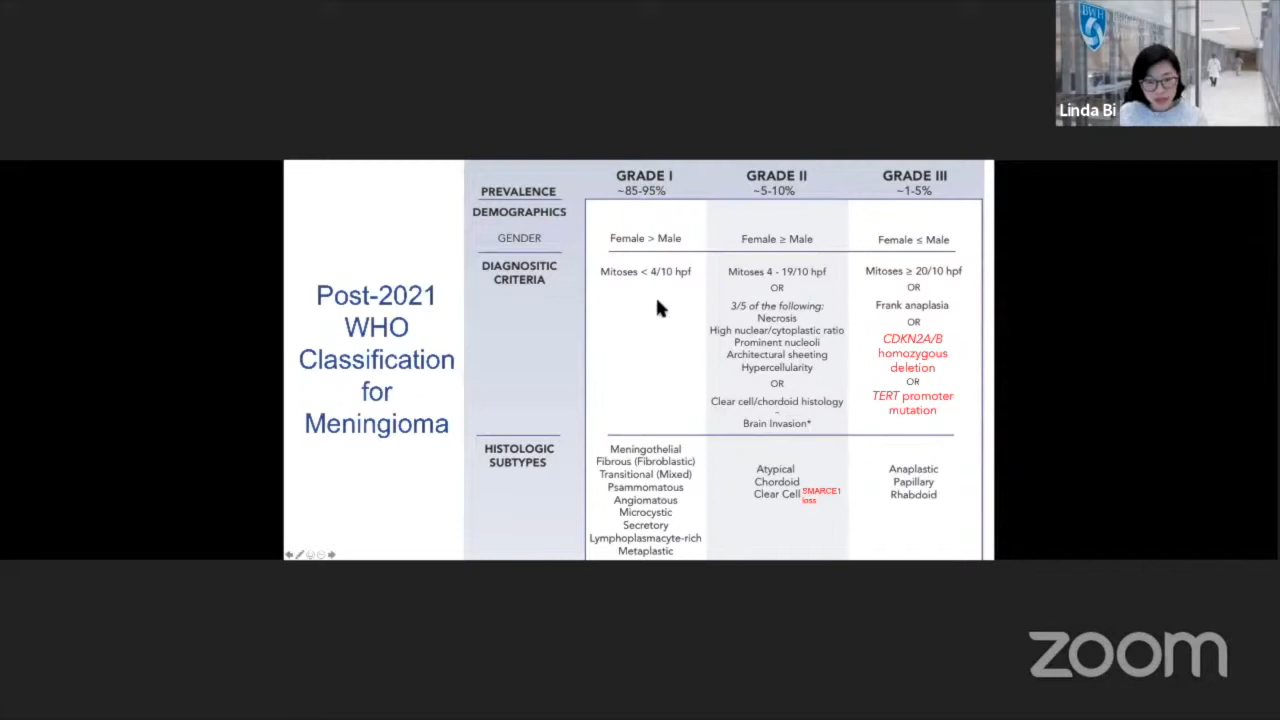 BWH
Linda Bi
Post-2021
WHO
Classification
for
Meningioma
GRADE I
GRADE II
GRADE III
PREVALENCE
~85-95%
~5-10%
~1-5%
DEMOGRAPHICS
GENDER
Female > Male
Female ≥ Male
Female ≤ Male
DIAGNOSITIC
CRITERIA
Mitoses < 4/10 hpf
Mitoses 4 - 19/10 hpf
OR
3/5 of the following:
Necrosis
High nuclear/cytoplastic ratio
Prominent nucleoli
Architectural sheeting
Hypercellularity
OR
Clear cell/chordoid histology
-
Brain Invasion*
Mitoses ≥ 20/10 hpf
OR
Frank anaplasia
OR
CDKN2A/B
homozygous
deletion
OR
TERT promoter
mutation
HISTOLOGIC
SUBTYPES
Meningothelial
Fibrous (Fibroblastic)
Transitional (Mixed)
Psammomatous
Angiomatous
Microcystic
Secretory
Lymphoplasmacyte-rich
Metaplastic
Atypical
Chordoid
Clear Cell SMARCE1
loss
Anaplastic
Papillary
Rhabdoid
zoom